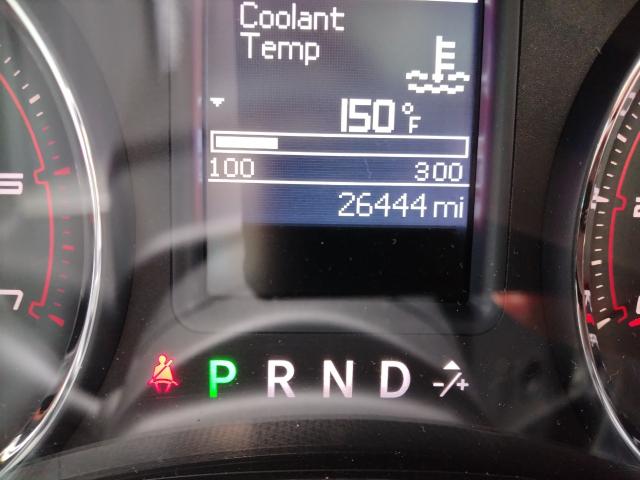 Coolant
Temp
150°F
100 300
26444 mi
P R N D -/+